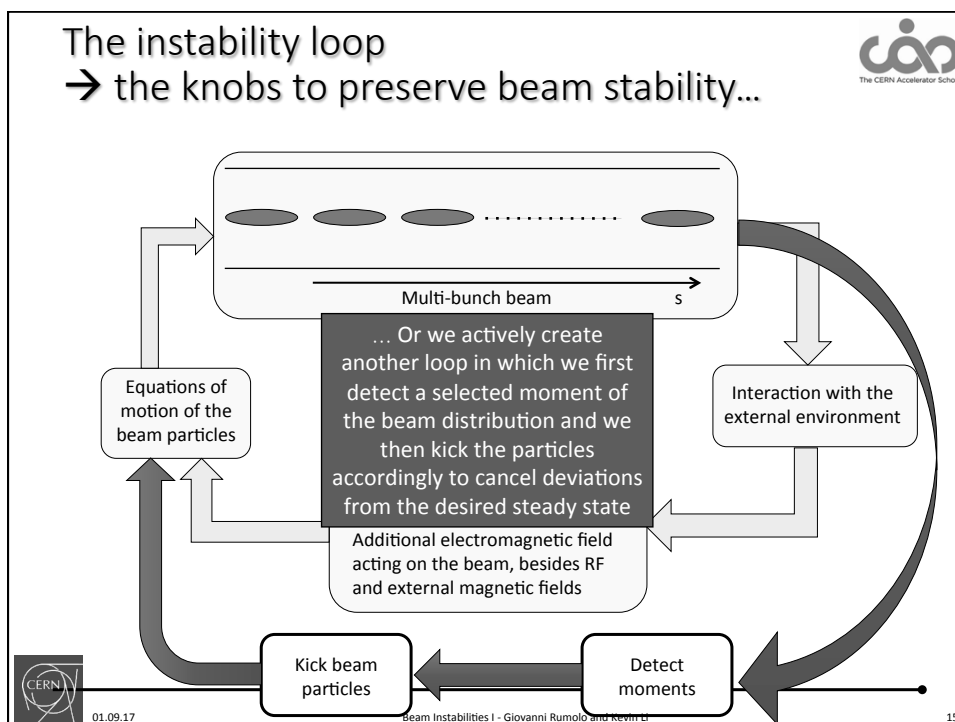 The instability loop
→ the knobs to preserve beam stability...
The CERN Accelerator School
Multi-bunch beam
s
... Or we actively create
another loop in which we first
detect a selected moment of
the beam distribution and we
then kick the particles
accordingly to cancel deviations
from the desired steady state
Equations of
motion of the
beam particles
Interaction with the
external environment
Additional electromagnetic field
acting on the beam, besides RF
and external magnetic fields
Kick beam
particles
Detect
moments
CERN
01.09.17
Beam Instabilities I - Giovanni Rumolo and Kevin Li
15